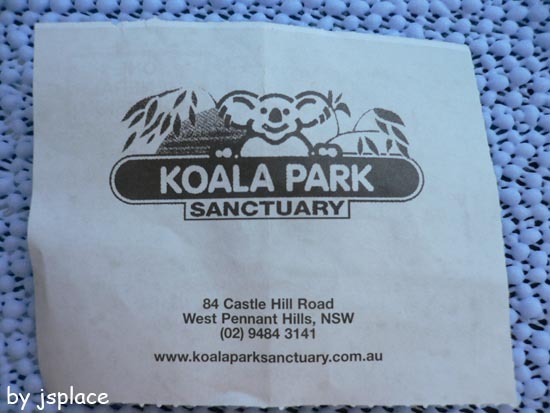 KOALA PARK
SANCTUARY
84 Castle Hill Road
West Pennant Hills, NSW
(02) 9484 3141
www.koalaparksanctuary.com.au
by jsplace